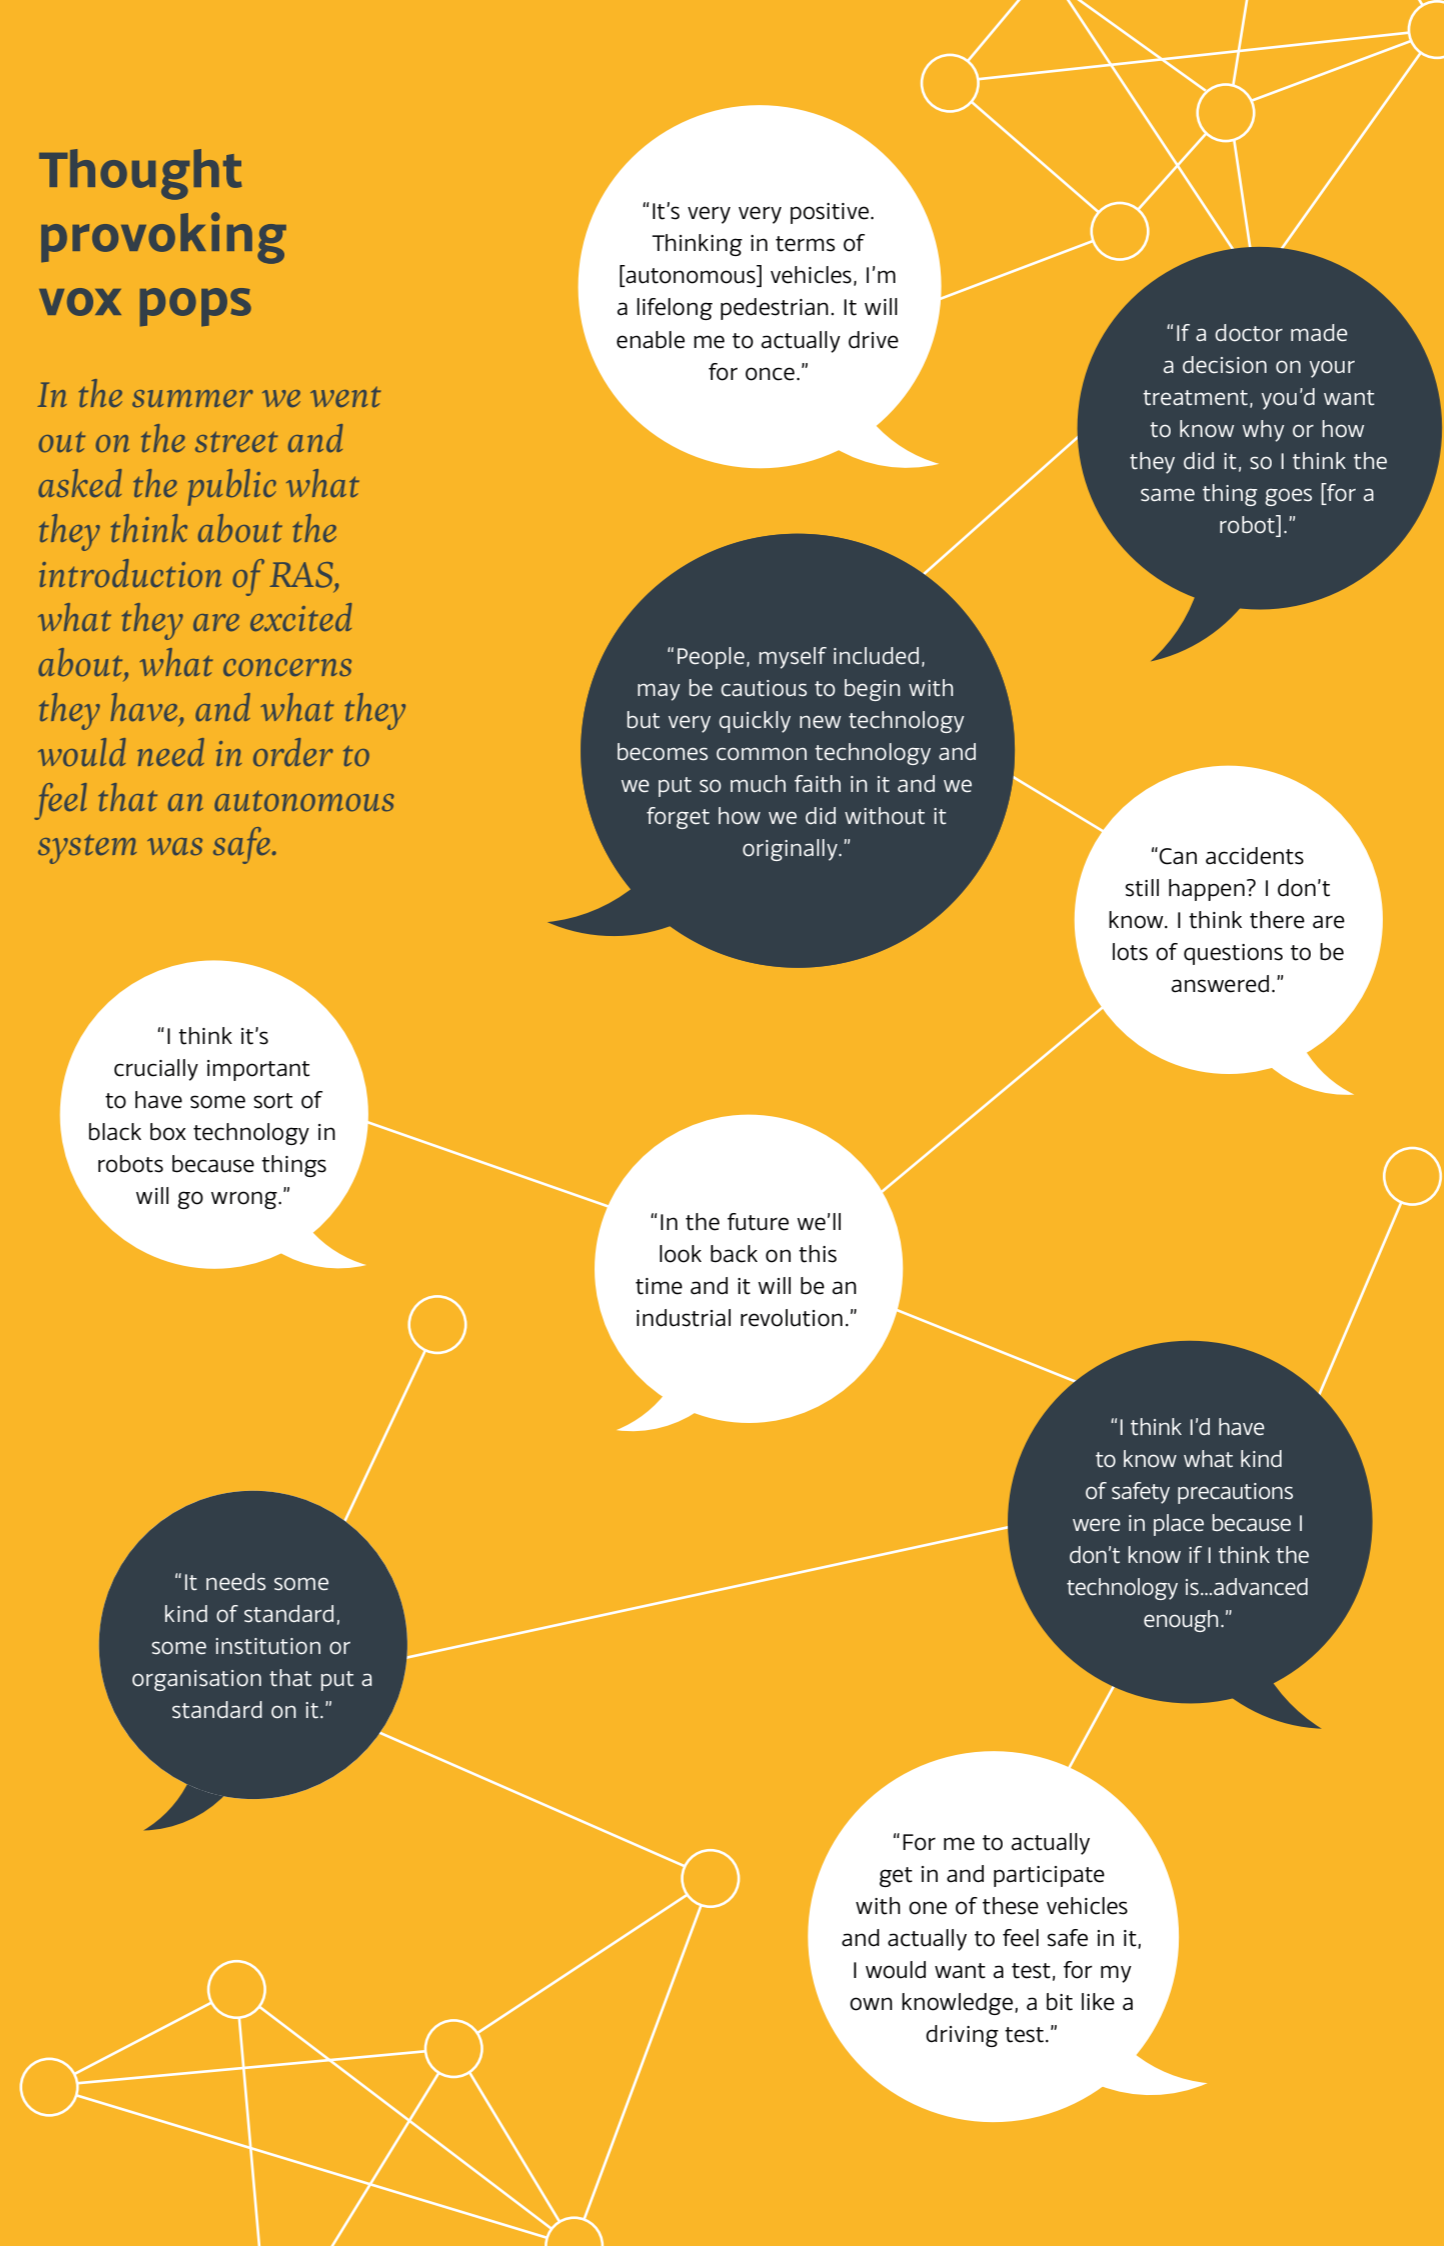 Thought
provoking
vox pops
In the summer we went
out on the street and
asked the public what
they think about the
introduction of RAS,
what they are excited
about, what concerns
they have, and what they
would need in order to
feel that an autonomous
system was safe.
“It’s very very positive.
Thinking in terms of
[autonomous] vehicles, I’m
a lifelong pedestrian. It will
enable me to actually drive
for once.”
“If a doctor made
a decision on your
treatment, you’d want
to know why or how
they did it, so I think the
same thing goes [for a
robot].”
“People, myself included,
may be cautious to begin with
but very quickly new technology
becomes common technology and
we put so much faith in it and we
forget how we did without it
originally.”
“Can accidents
still happen? I don’t
know. I think there are
lots of questions to be
answered.”
“I think it’s
crucially important
to have some sort of
black box technology in
robots because things
will go wrong.”
“In the future we’ll
look back on this
time and it will be an
industrial revolution.”
“I think I’d have
to know what kind
of safety precautions
were in place because I
don’t know if I think the
technology is...advanced
enough.”
“It needs some
kind of standard,
some institution or
organisation that put a
standard on it.”
“For me to actually
get in and participate
with one of these vehicles
and actually to feel safe in it,
I would want a test, for my
own knowledge, a bit like a
driving test.”